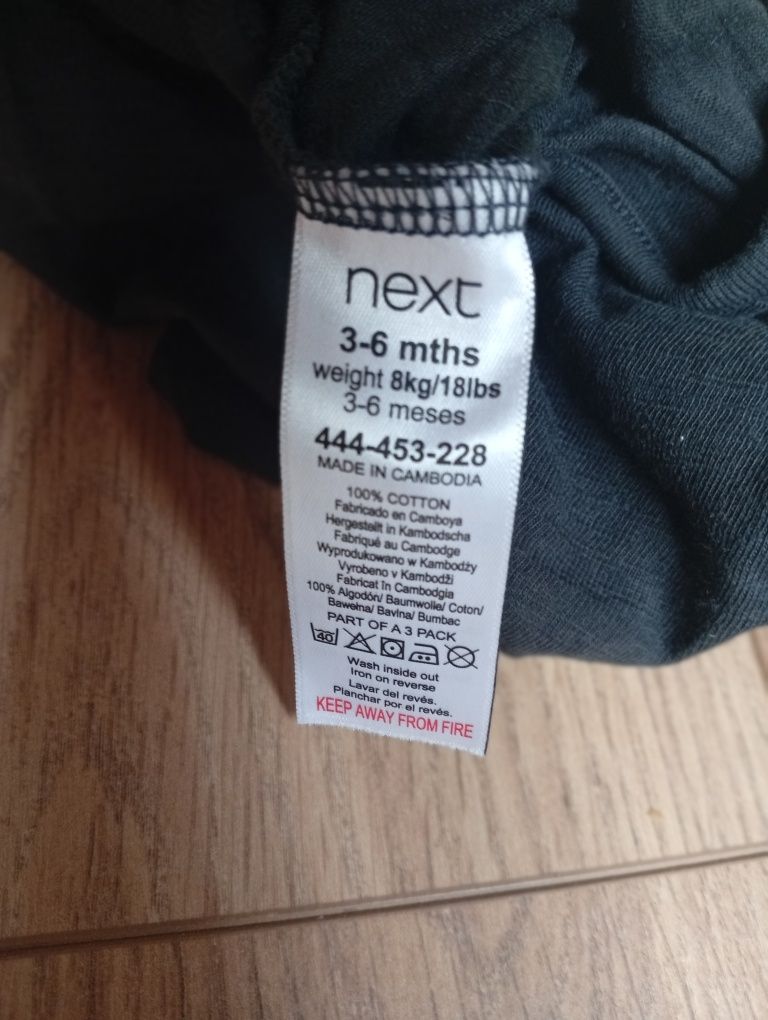 next
3-6 mths
weight 8kg/18lbs
3-6 meses
444-453-228
MADE IN CAMBODIA
100% COTTON
Fabricado en Camboya
Hergestellt in Kambodscha
Fabriqué au Cambodge
Wyprodukowano w Kambodży
Vyrobeno v Kambodži
Fabricat în Cambodgia
100% Algodón/ Baumwolle/ Coton/
Bawełna/ Bavlna/ Bumbac
PART OF A 3 PACK
40
Wash inside out
Iron on reverse
Lavar del revés.
Planchar por el revés.
KEEP AWAY FROM FIRE